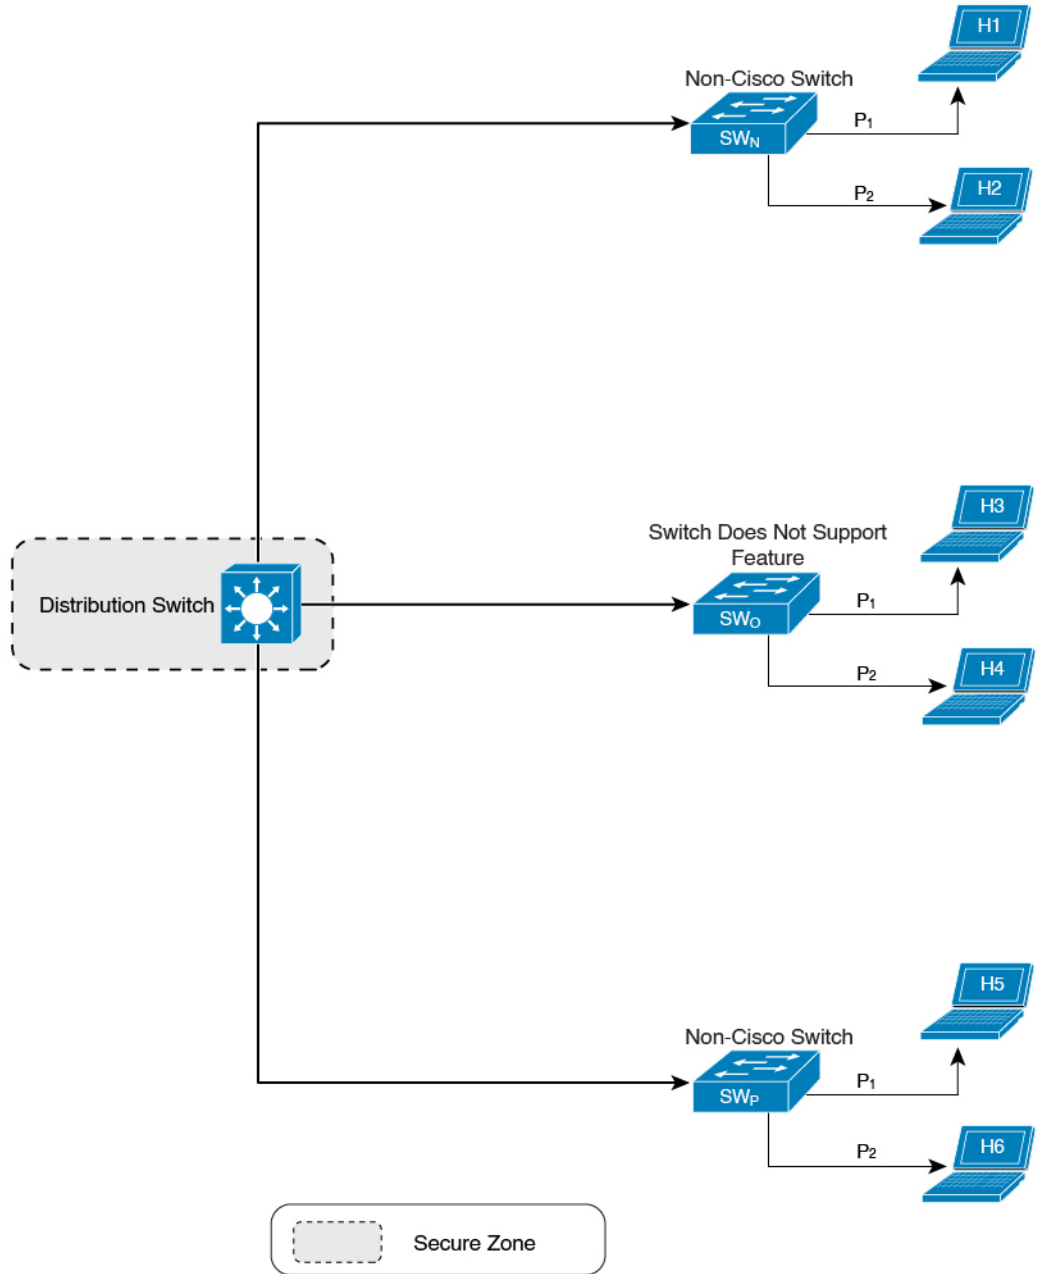 H1
Non-Cisco Switch
SWN
P1
H2
P2
H3
Switch Does Not Support
Feature
SWO
P1
Distribution Switch
H4
P2
H5
Non-Cisco Switch
SWP
P1
H6
P2
Secure Zone